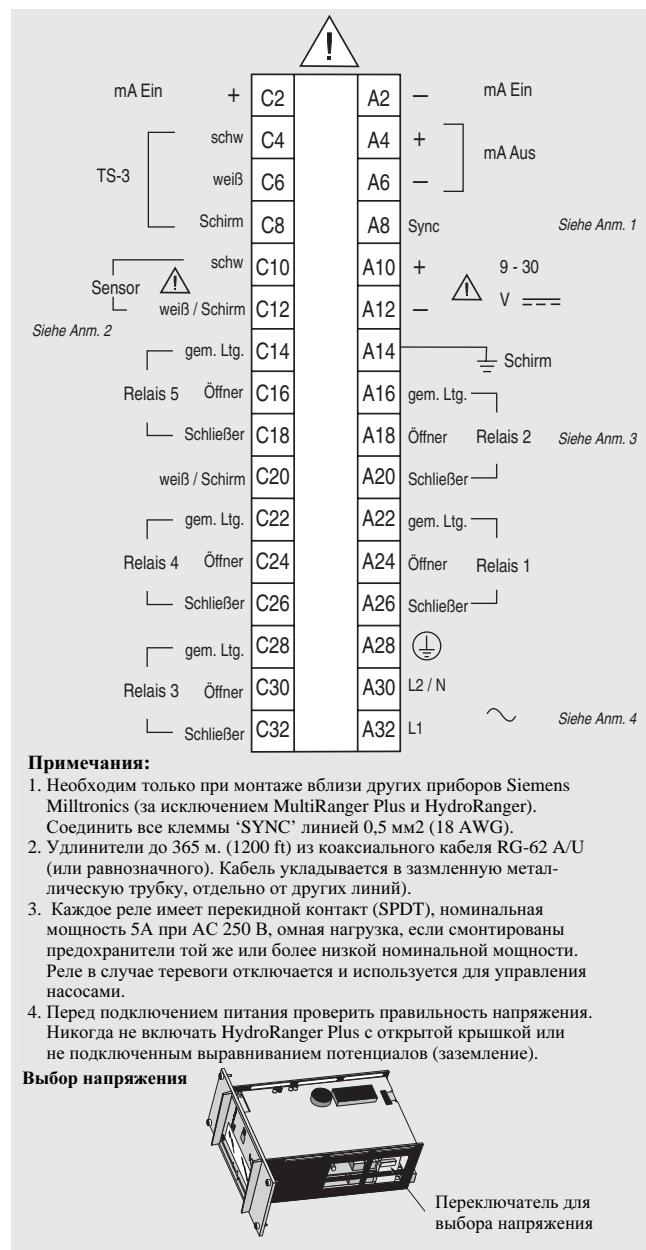 mA Ein + C2 A2 – mA Ein
schw C4 A4 +
TS-3 weiß C6 A6 – mA Aus
Schirm C8 A8 Sync Siehe Anm. 1
schw C10 A10 + 9 - 30
Sensor weiß / Schirm C12 A12 – V
Siehe Anm. 2
gem. Ltg. C14 A14 Schirm
Relais 5 Öffner C16 A16 gem. Ltg.
Schließer C18 A18 Öffner Relais 2 Siehe Anm. 3
weiß / Schirm C20 A20 Schließer
gem. Ltg. C22 A22 gem. Ltg.
Relais 4 Öffner C24 A24 Öffner Relais 1
Schließer C26 A26 Schließer
gem. Ltg. C28 A28
Relais 3 Öffner C30 A30 L2 / N
Schließer C32 A32 L1 Siehe Anm. 4
Примечания:
1. Необходим только при монтаже вблизи других приборов Siemens
Milltronics (за исключением MultiRanger Plus и HydroRanger).
Соединить все клеммы ‘SYNC’ линией 0,5 мм2 (18 AWG).
2. Удлинители до 365 м. (1200 ft) из коаксиального кабеля RG-62 A/U
(или равнозначного). Кабель укладывается в зазмленную метал-
лическую трубку, отдельно от других линий).
3. Каждое реле имеет перекидной контакт (SPDT), номинальная
мощность 5А при АС 250 В, омная нагрузка, если смонтированы
предохранители той же или более низкой номинальной мощности.
Реле в случае теревоги отключается и используется для управления
насосами.
4. Перед подключением питания проверить правильность напряжения.
Никогда не включать HydroRanger Plus с открытой крышкой или
не подключенным выравниванием потенциалов (заземление).
Выбор напряжения
Переключатель для
выбора напряжения